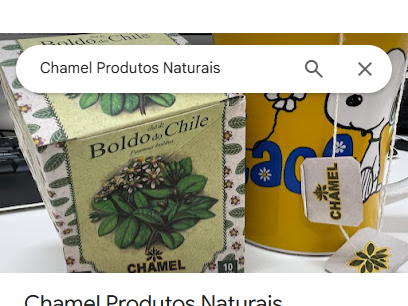 Boldo do Chile
Chamel Produtos Naturais
chá de
Boldo do Chile
Peumus boldus
CHAMEL
10
CHAMEL
Chamel Produtos Naturais